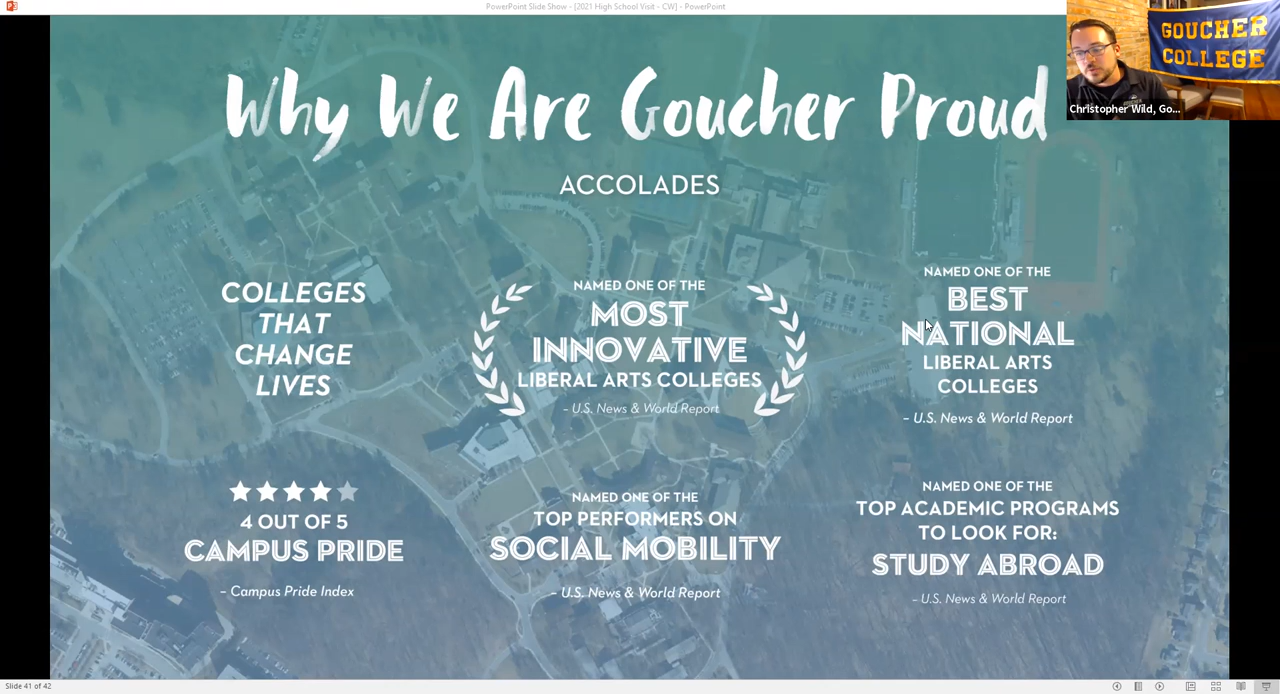 PowerPoint Slide Show - [2021 High School Visit - CW] - PowerPoint
GOUCHER
COLLEGE
Christopher Wild, Go...
Why We Are Goucher Proud
ACCOLADES
COLLEGES
THAT
CHANGE
LIVES
NAMED ONE OF THE
MOST
INNOVATIVE
LIBERAL ARTS COLLEGES
– U.S. News & World Report
NAMED ONE OF THE
BEST
NATIONAL
LIBERAL ARTS
COLLEGES
– U.S. News & World Report
4 OUT OF 5
CAMPUS PRIDE
– Campus Pride Index
NAMED ONE OF THE
TOP PERFORMERS ON
SOCIAL MOBILITY
– U.S. News & World Report
NAMED ONE OF THE
TOP ACADEMIC PROGRAMS
TO LOOK FOR:
STUDY ABROAD
– U.S. News & World Report
Slide 41 of 42